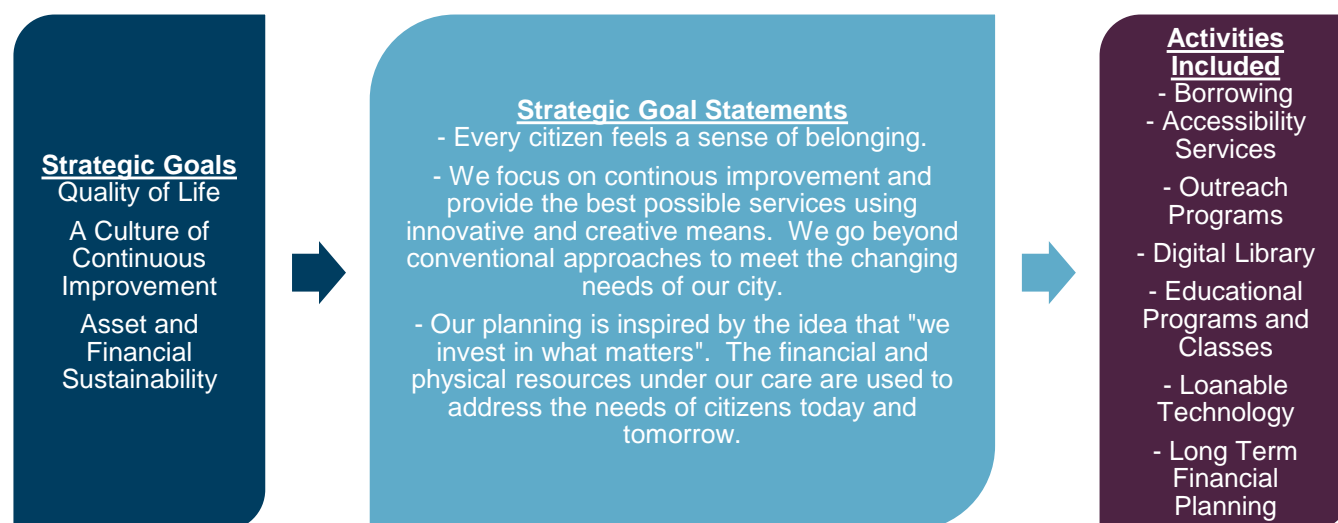 Strategic Goals
Quality of Life
A Culture of
Continuous
Improvement
Asset and
Financial
Sustainability
Strategic Goal Statements
- Every citizen feels a sense of belonging.
- We focus on continous improvement and
provide the best possible services using
innovative and creative means.  We go beyond
conventional approaches to meet the changing
needs of our city.
- Our planning is inspired by the idea that "we
invest in what matters".  The financial and
physical resources under our care are used to
address the needs of citizens today and
tomorrow.
Activities
Included
- Borrowing
- Accessibility
Services
- Outreach
Programs
- Digital Library
- Educational
Programs and
Classes
- Loanable
Technology
- Long Term
Financial
Planning